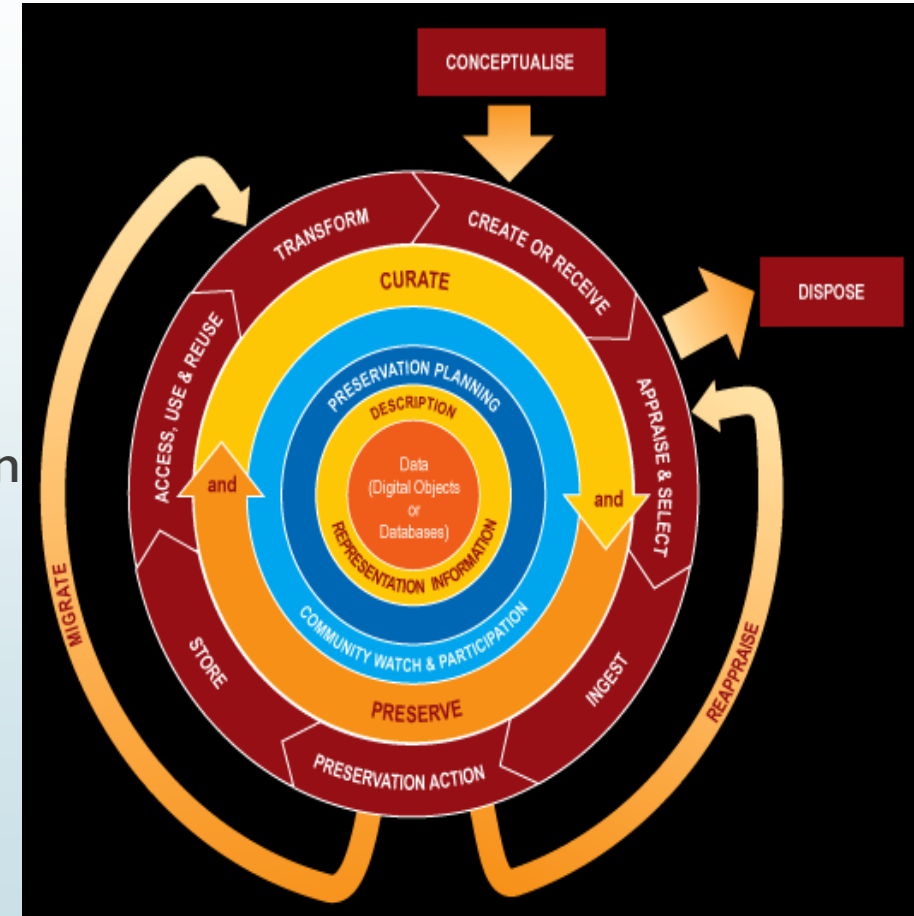 CONCEPTUALISE
TRANSFORM
CREATE OR RECEIVE
DISPOSE
CURATE
ACCESS, USE & REUSE
APPRAISE & SELECT
PRESERVATION PLANNING
DESCRIPTION
and
Data
(Digital Objects
or
Databases)
and
n
REPRESENTATION INFORMATION
COMMUNITY WATCH & PARTICIPATION
MIGRATE
STORE
INGEST
REAPPRAISE
PRESERVE
PRESERVATION ACTION